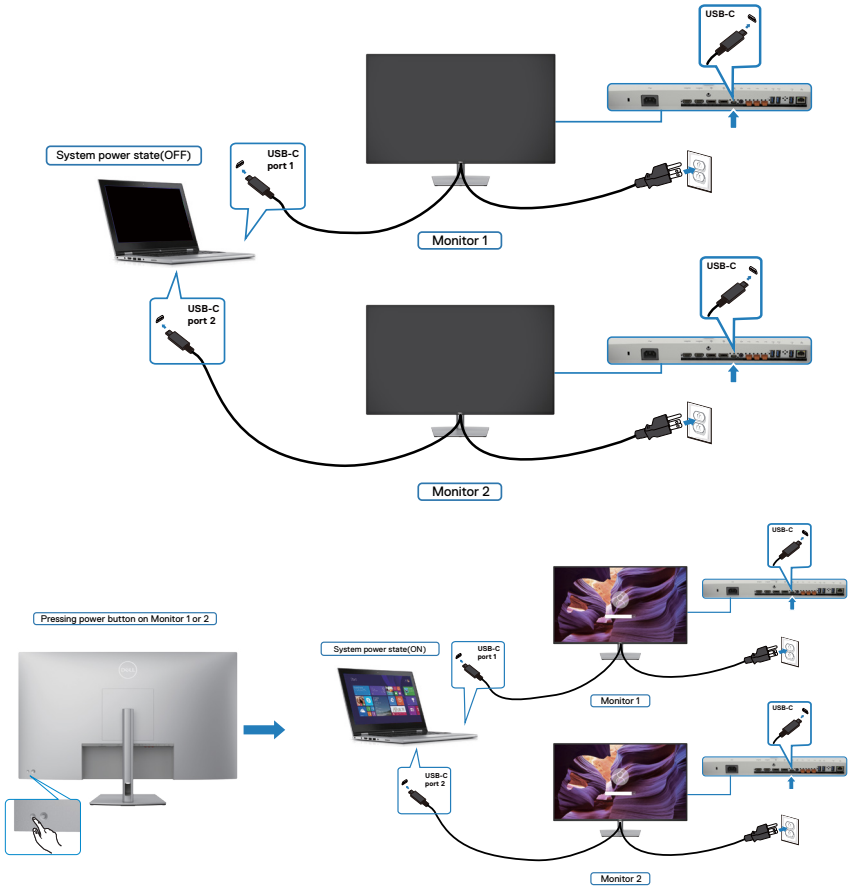 USB-C
System power state(OFF)
USB-C
port 1
Monitor 1
USB-C
USB-C
port 2
Monitor 2
USB-C
Pressing power button on Monitor 1 or 2
DELL
System power state(ON)
USB-C
port 1
Monitor 1
USB-C
USB-C
port 2
Monitor 2